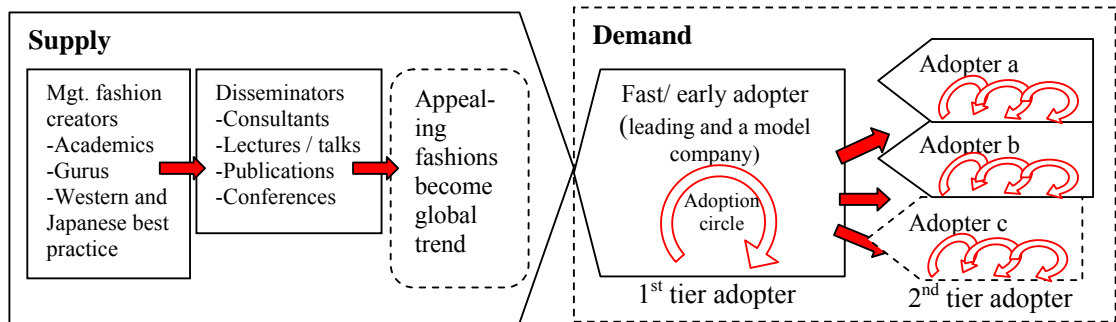 Supply
Mgt. fashion
creators
-Academics
-Gurus
-Western and
Japanese best
practice
Disseminators
-Consultants
-Lectures / talks
-Publications
-Conferences
Appeal-
ing
fashions
become
global
trend
Demand
Fast/ early adopter
(leading and a model
company)
Adoption
circle
1st tier adopter
Adopter a
Adopter b
Adopter c
2nd tier adopter